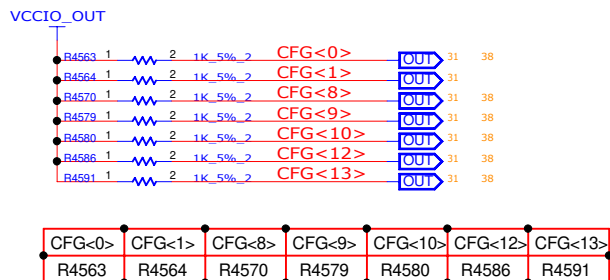 VCCIO_OUT
R4563 1 2 1K_5%_2 CFG<0> OUT 31 38
R4564 1 2 1K_5%_2 CFG<1> OUT 31
R4570 1 2 1K_5%_2 CFG<8> OUT 31 38
R4579 1 2 1K_5%_2 CFG<9> OUT 31 38
R4580 1 2 1K_5%_2 CFG<10> OUT 31 38
R4586 1 2 1K_5%_2 CFG<12> OUT 31 38
R4591 1 2 1K_5%_2 CFG<13> OUT 31 38
CFG<0> CFG<1> CFG<8> CFG<9> CFG<10> CFG<12> CFG<13>
R4563 R4564 R4570 R4579 R4580 R4586 R4591